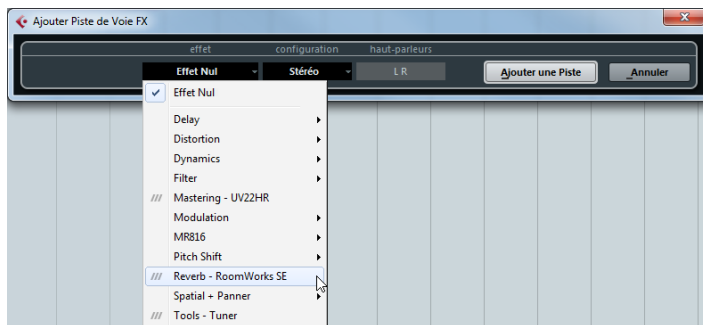 Ajouter Piste de Voie FX
effet configuration haut-parleurs
Effet Nul Stéréo L R Ajouter une Piste Annuler
Effet Nul
Delay
Distortion
Dynamics
Filter
Mastering - UV22HR
Modulation
MR816
Pitch Shift
Reverb - RoomWorks SE
Spatial + Panner
Tools - Tuner